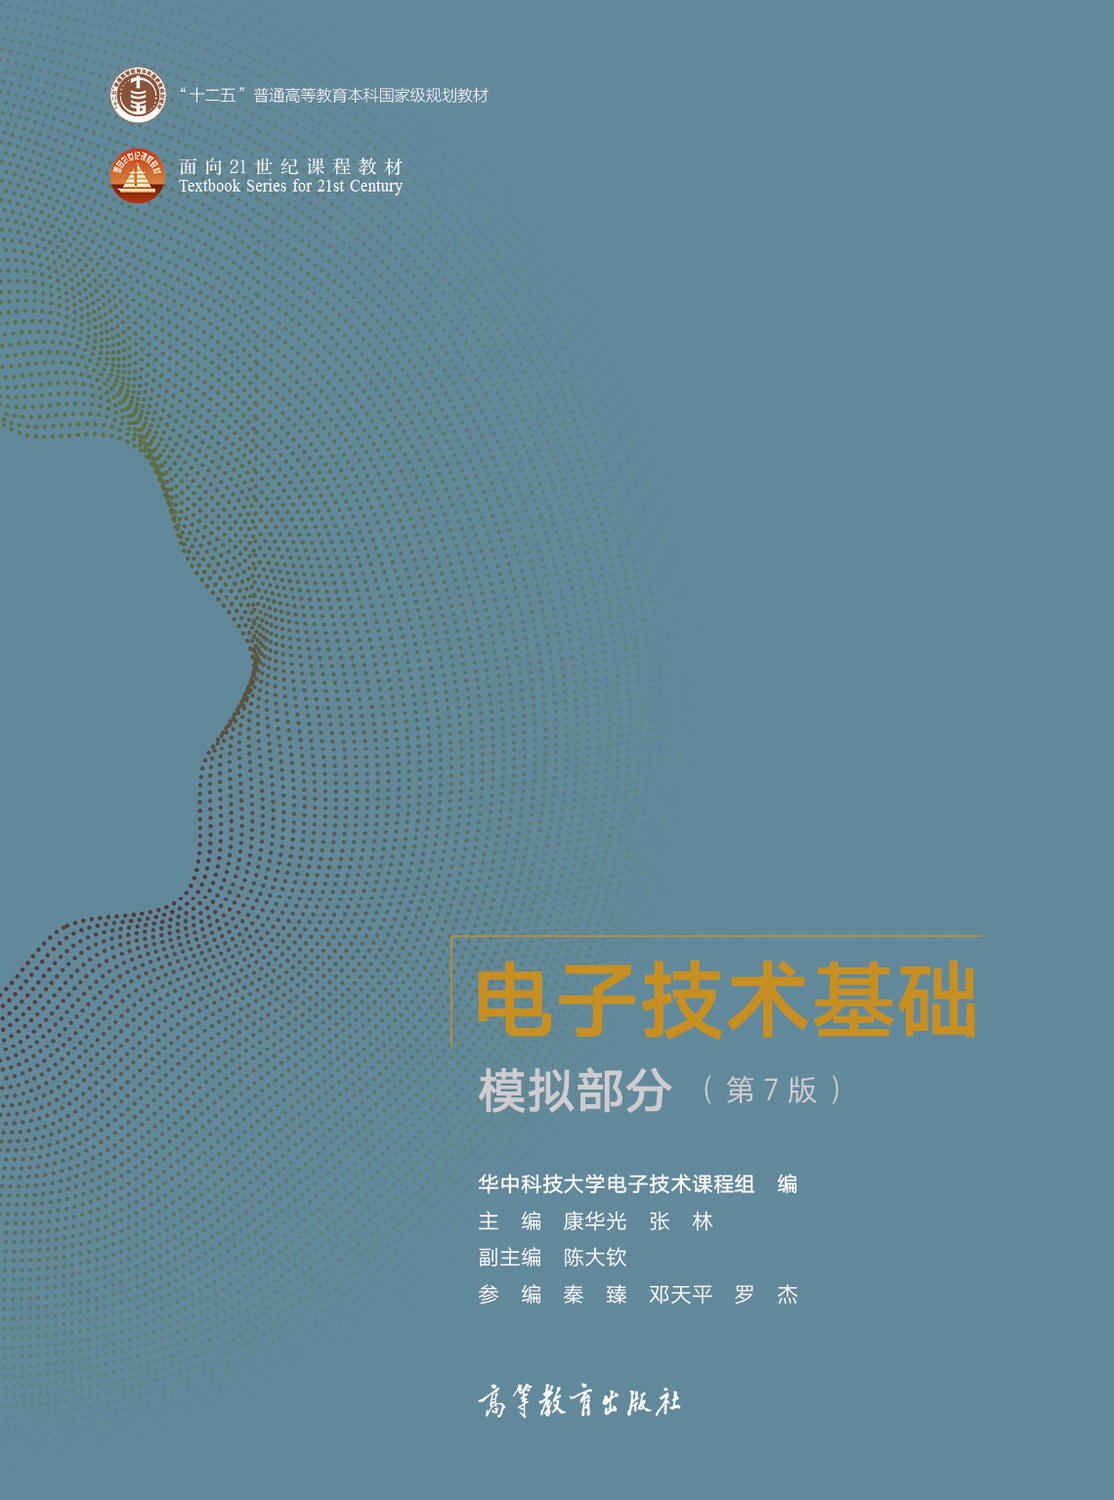 “十二五”普通高等教育本科国家级规划教材
面向21世纪课程教材
Textbook Series for 21st Century
电子技术基础
模拟部分（第7版）
华中科技大学电子技术课程组 编
主 编 康华光 张 林
副主编 陈大钦
参 编 秦 臻 邓天平 罗 杰
高等教育出版社